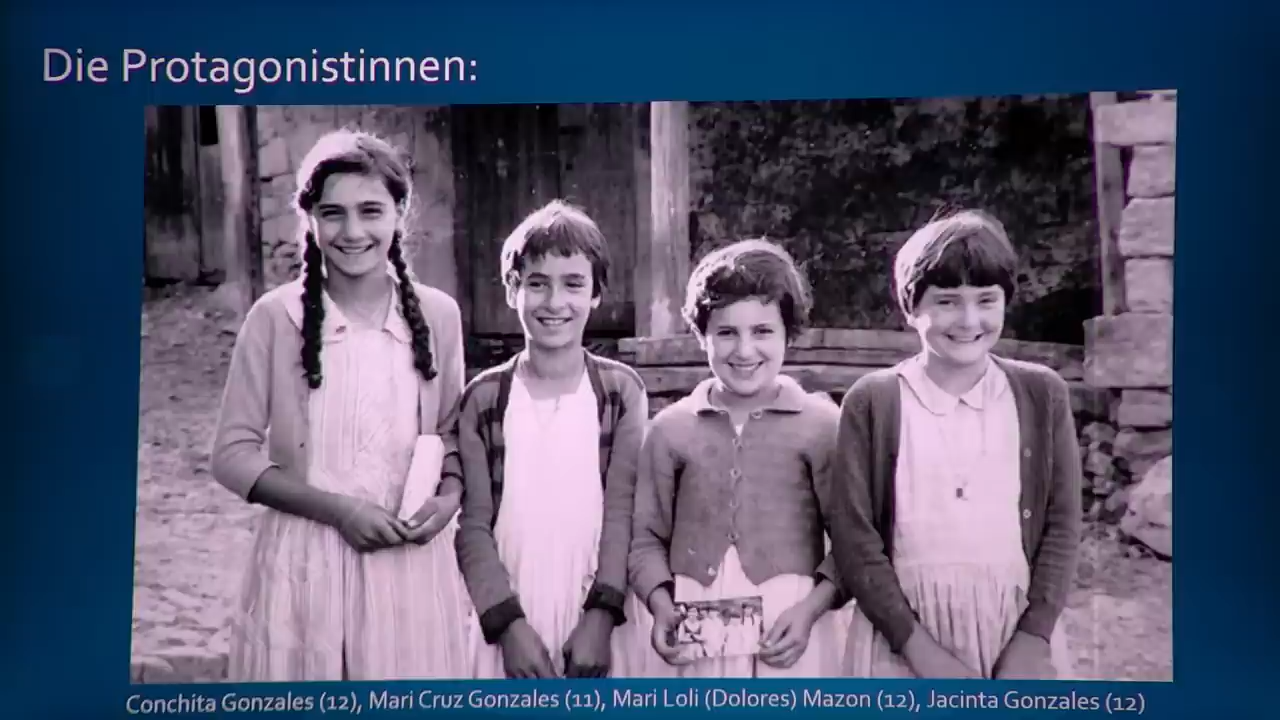 Die Protagonistinnen:
Conchita Gonzales (12), Mari Cruz Gonzales (11), Mari Loli (Dolores) Mazon (12), Jacinta Gonzales (12)